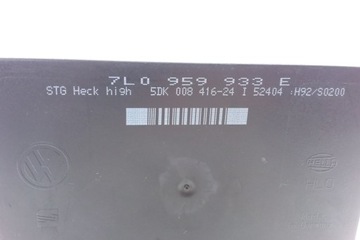 7L0 959 933 E
STG Heck high 5DK 008 416-24 I 52404 :H92/S0200